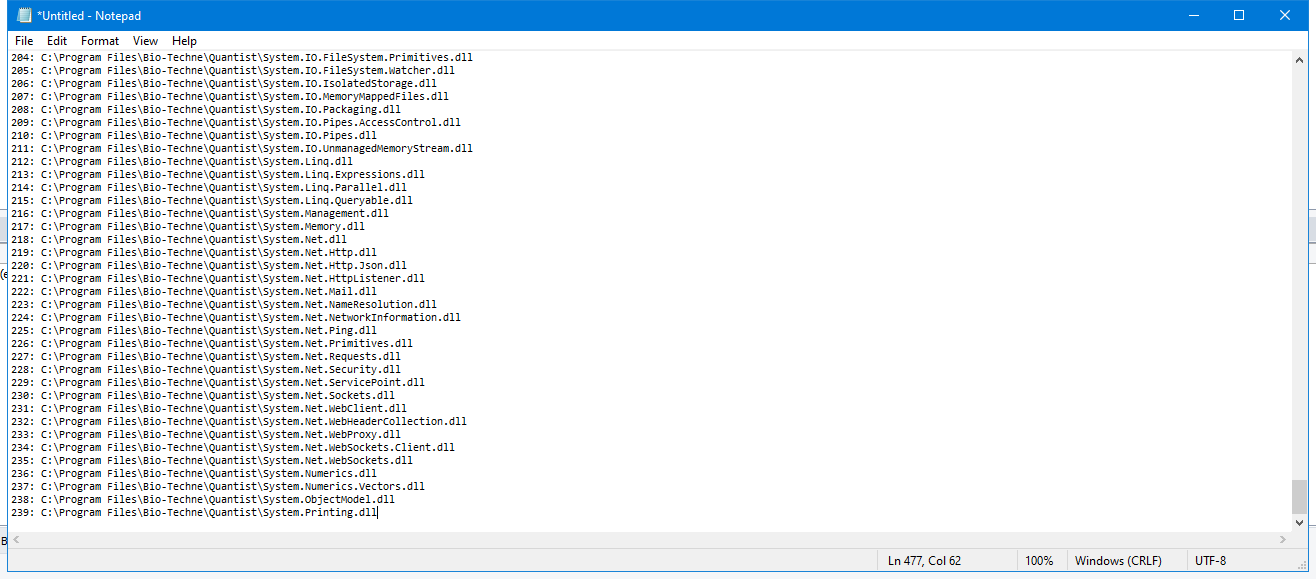 *Untitled - Notepad
File Edit Format View Help
204: C:\Program Files\Bio-Techne\Quantist\System.IO.FileSystem.Primitives.dll
205: C:\Program Files\Bio-Techne\Quantist\System.IO.FileSystem.Watcher.dll
206: C:\Program Files\Bio-Techne\Quantist\System.IO.IsolatedStorage.dll
207: C:\Program Files\Bio-Techne\Quantist\System.IO.MemoryMappedFiles.dll
208: C:\Program Files\Bio-Techne\Quantist\System.IO.Packaging.dll
209: C:\Program Files\Bio-Techne\Quantist\System.IO.Pipes.AccessControl.dll
210: C:\Program Files\Bio-Techne\Quantist\System.IO.Pipes.dll
211: C:\Program Files\Bio-Techne\Quantist\System.IO.UnmanagedMemoryStream.dll
212: C:\Program Files\Bio-Techne\Quantist\System.Linq.dll
213: C:\Program Files\Bio-Techne\Quantist\System.Linq.Expressions.dll
214: C:\Program Files\Bio-Techne\Quantist\System.Linq.Parallel.dll
215: C:\Program Files\Bio-Techne\Quantist\System.Linq.Queryable.dll
216: C:\Program Files\Bio-Techne\Quantist\System.Management.dll
217: C:\Program Files\Bio-Techne\Quantist\System.Memory.dll
218: C:\Program Files\Bio-Techne\Quantist\System.Net.dll
219: C:\Program Files\Bio-Techne\Quantist\System.Net.Http.dll
220: C:\Program Files\Bio-Techne\Quantist\System.Net.Http.Json.dll
221: C:\Program Files\Bio-Techne\Quantist\System.Net.HttpListener.dll
222: C:\Program Files\Bio-Techne\Quantist\System.Net.Mail.dll
223: C:\Program Files\Bio-Techne\Quantist\System.Net.NameResolution.dll
224: C:\Program Files\Bio-Techne\Quantist\System.Net.NetworkInformation.dll
225: C:\Program Files\Bio-Techne\Quantist\System.Net.Ping.dll
226: C:\Program Files\Bio-Techne\Quantist\System.Net.Primitives.dll
227: C:\Program Files\Bio-Techne\Quantist\System.Net.Requests.dll
228: C:\Program Files\Bio-Techne\Quantist\System.Net.Security.dll
229: C:\Program Files\Bio-Techne\Quantist\System.Net.ServicePoint.dll
230: C:\Program Files\Bio-Techne\Quantist\System.Net.Sockets.dll
231: C:\Program Files\Bio-Techne\Quantist\System.Net.WebClient.dll
232: C:\Program Files\Bio-Techne\Quantist\System.Net.WebHeaderCollection.dll
233: C:\Program Files\Bio-Techne\Quantist\System.Net.WebProxy.dll
234: C:\Program Files\Bio-Techne\Quantist\System.Net.WebSockets.Client.dll
235: C:\Program Files\Bio-Techne\Quantist\System.Net.WebSockets.dll
236: C:\Program Files\Bio-Techne\Quantist\System.Numerics.dll
237: C:\Program Files\Bio-Techne\Quantist\System.Numerics.Vectors.dll
238: C:\Program Files\Bio-Techne\Quantist\System.ObjectModel.dll
239: C:\Program Files\Bio-Techne\Quantist\System.Printing.dll
Ln 477, Col 62 100% Windows (CRLF) UTF-8